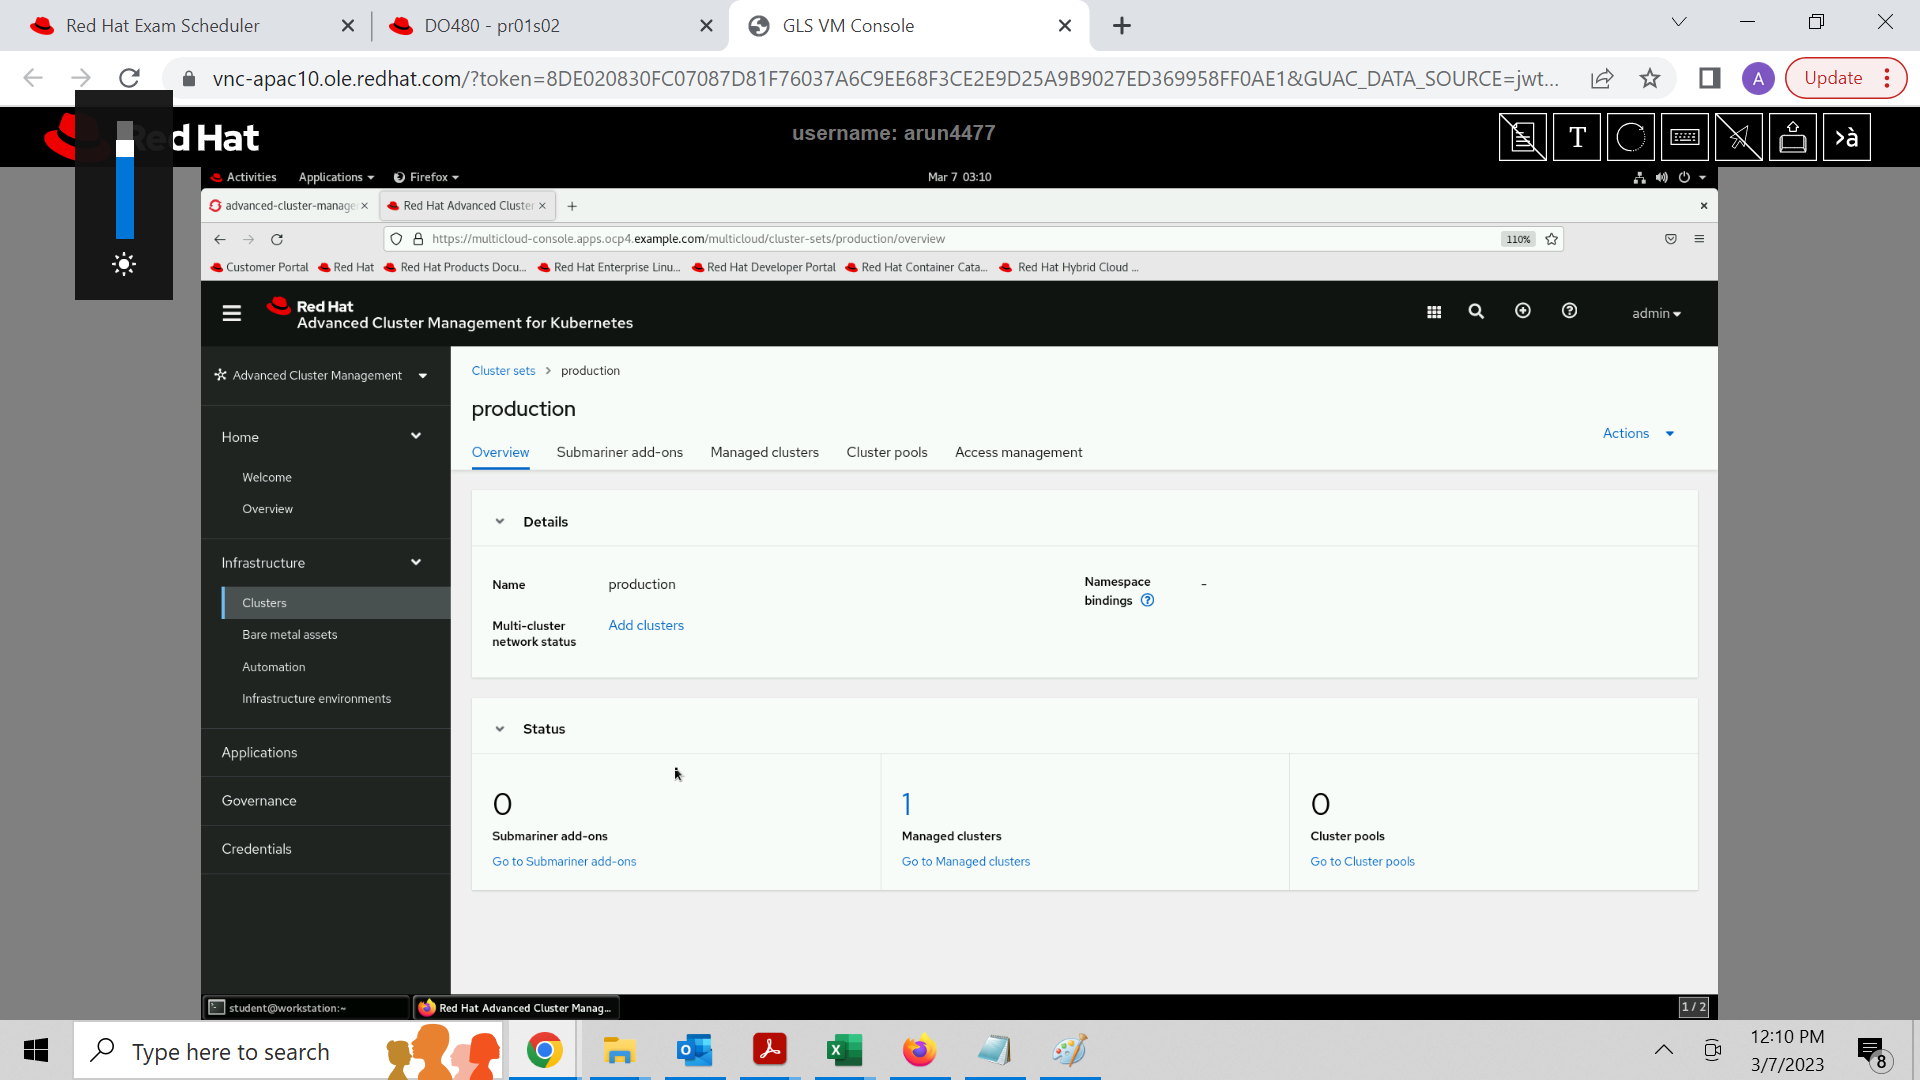 Red Hat Exam Scheduler
DO480 - pr01s02
GLS VM Console
vnc-apac10.ole.redhat.com/?token=8DE020830FC07087D81F76037A6C9EE68F3CE2E9D25A9B9027ED369958FF0AE1&GUAC_DATA_SOURCE=jwt...
A
Update
Red Hat
username: arun4477
T
›à
Activities
Applications
Firefox
Mar 7 03:10
advanced-cluster-manage
Red Hat Advanced Cluster
https://multicloud-console.apps.ocp4.example.com/multicloud/cluster-sets/production/overview
110%
Customer Portal
Red Hat
Red Hat Products Docu...
Red Hat Enterprise Linu...
Red Hat Developer Portal
Red Hat Container Cata...
Red Hat Hybrid Cloud ...
Red Hat
Advanced Cluster Management for Kubernetes
admin
Advanced Cluster Management
Home
Welcome
Overview
Infrastructure
Clusters
Bare metal assets
Automation
Infrastructure environments
Applications
Governance
Credentials
Cluster sets > production
production
Actions
Overview
Submariner add-ons
Managed clusters
Cluster pools
Access management
Details
Name
production
Namespace
bindings
-
Multi-cluster
network status
Add clusters
Status
0
Submariner add-ons
Go to Submariner add-ons
1
Managed clusters
Go to Managed clusters
0
Cluster pools
Go to Cluster pools
student@workstation:~
Red Hat Advanced Cluster Manag...
1 / 2
Type here to search
12:10 PM
3/7/2023
8